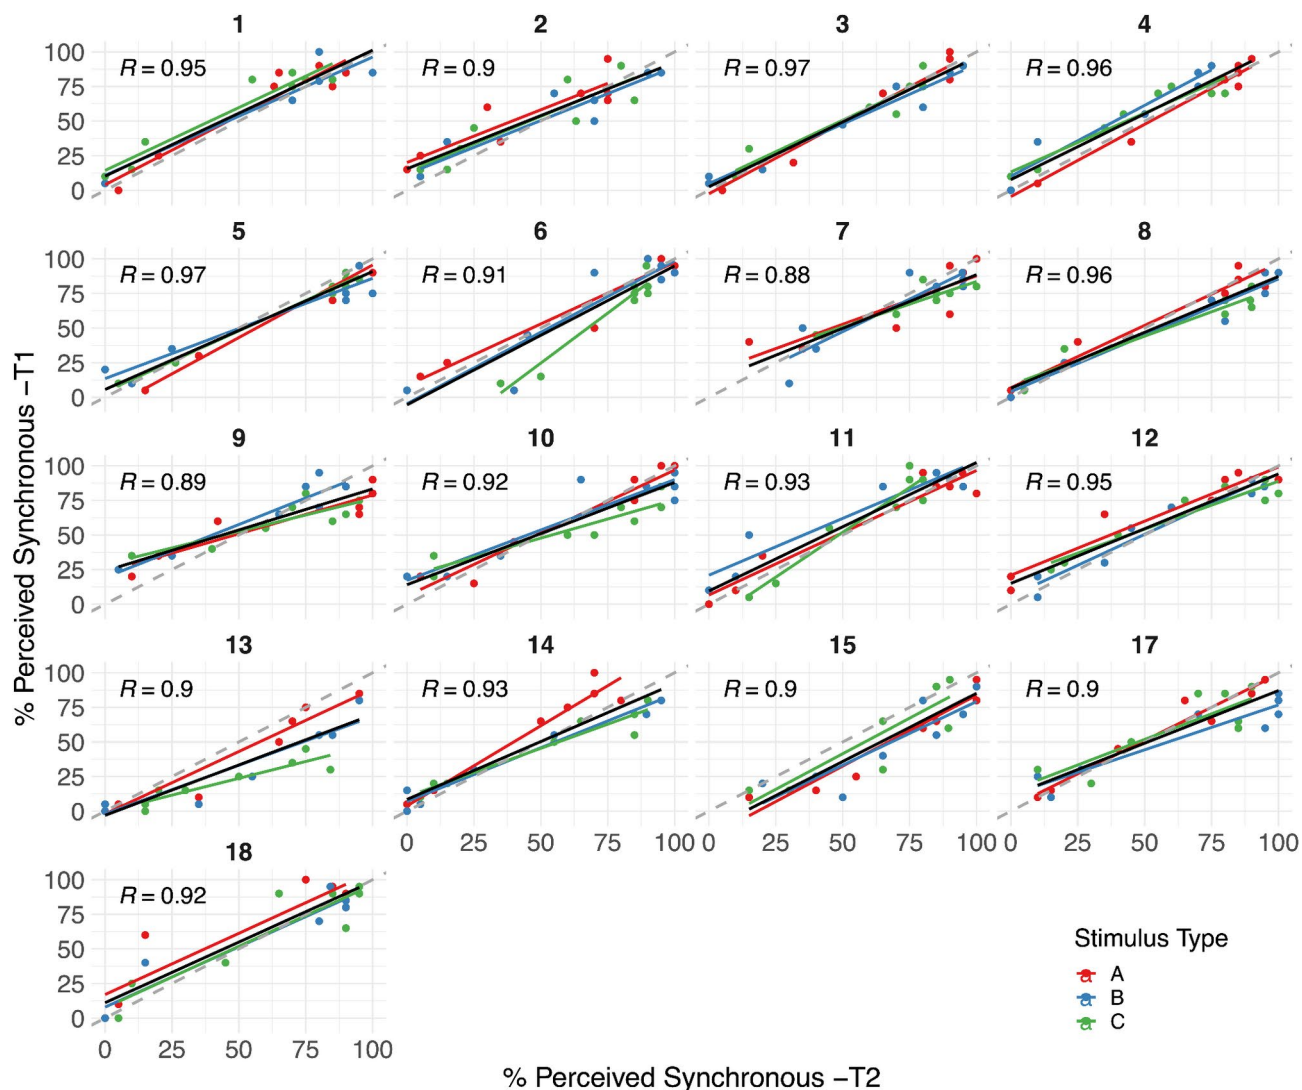 1 2 3 4
100 R = 0.95 R = 0.9 R = 0.97 R = 0.96
75
50
25
0
5 6 7 8
100 R = 0.97 R = 0.91 R = 0.88 R = 0.96
75
50
25
0
9 10 11 12
100 R = 0.89 R = 0.92 R = 0.93 R = 0.95
75
50
25
0
13 14 15 17
100 R = 0.9 R = 0.93 R = 0.9 R = 0.9
75
50
25
0
0 25 50 75 100 0 25 50 75 100 0 25 50 75 100
18
100 R = 0.92
75
50
25
0
0 25 50 75 100
% Perceived Synchronous –T1
% Perceived Synchronous –T2
Stimulus Type
a A
a B
a C